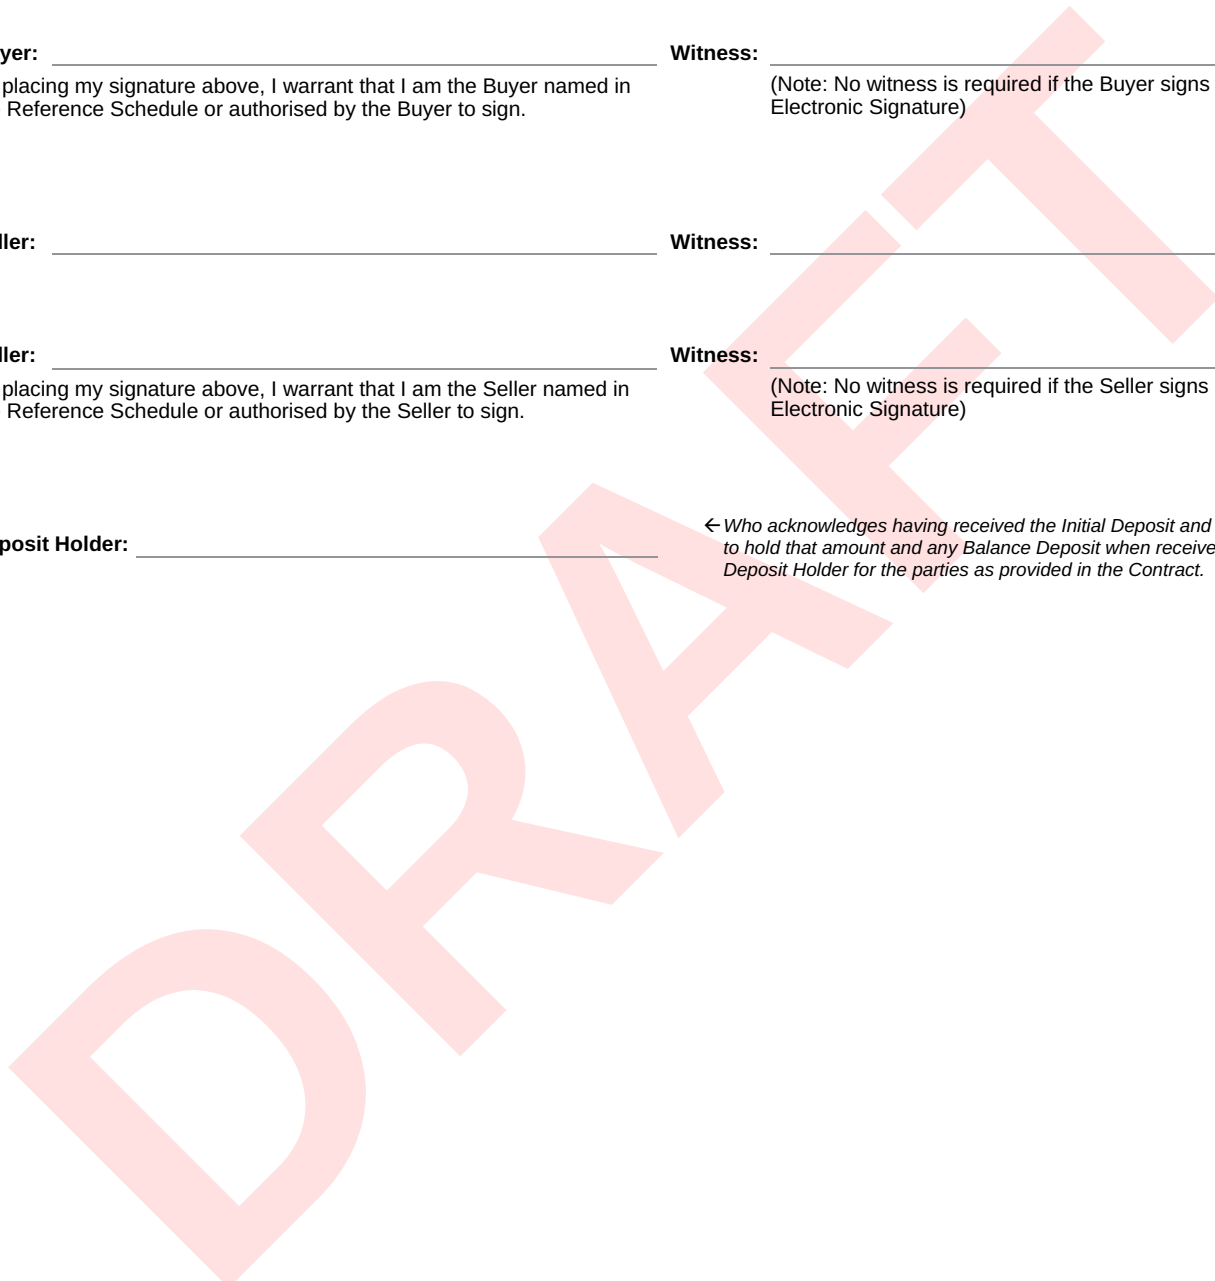 yer: Witness:
placing my signature above, I warrant that I am the Buyer named in
Reference Schedule or authorised by the Buyer to sign.
(Note: No witness is required if the Buyer signs
Electronic Signature)
ller: Witness:
ller: Witness:
placing my signature above, I warrant that I am the Seller named in
Reference Schedule or authorised by the Seller to sign.
(Note: No witness is required if the Seller signs
Electronic Signature)
posit Holder:
←Who acknowledges having received the Initial Deposit and
to hold that amount and any Balance Deposit when receive
Deposit Holder for the parties as provided in the Contract.
DRAFT